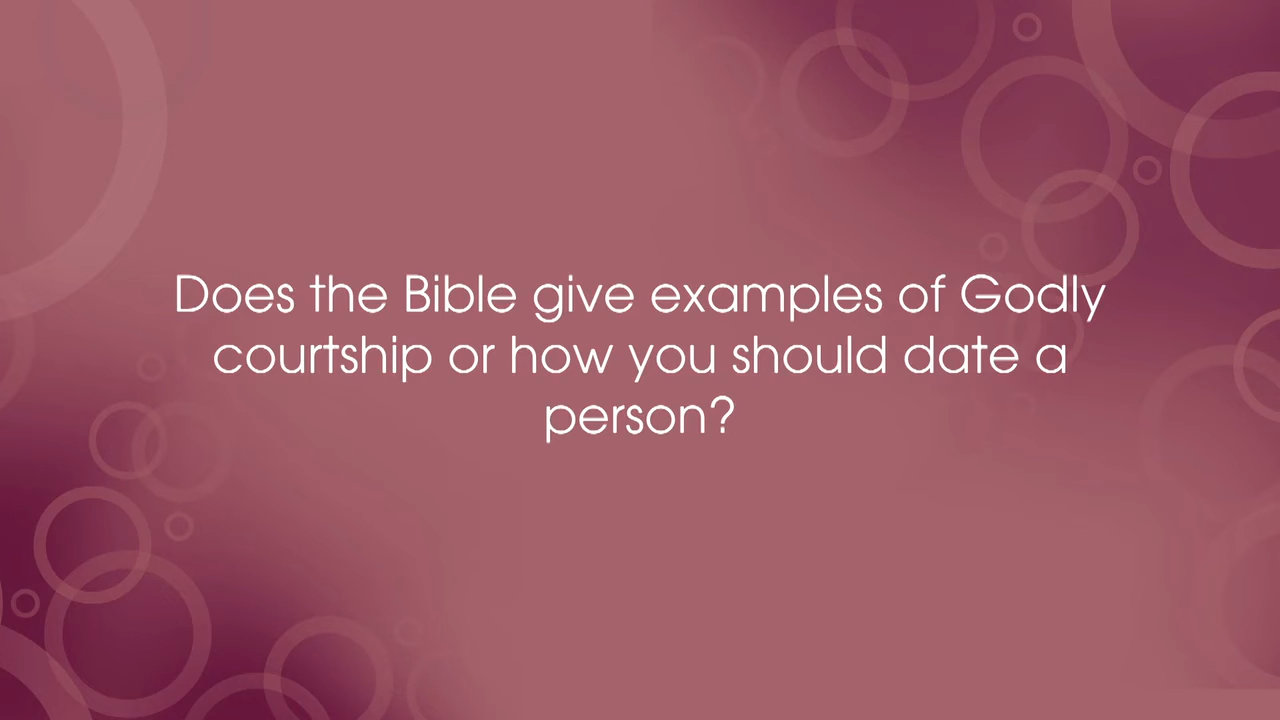 Does the Bible give examples of Godly
courtship or how you should date a
person?